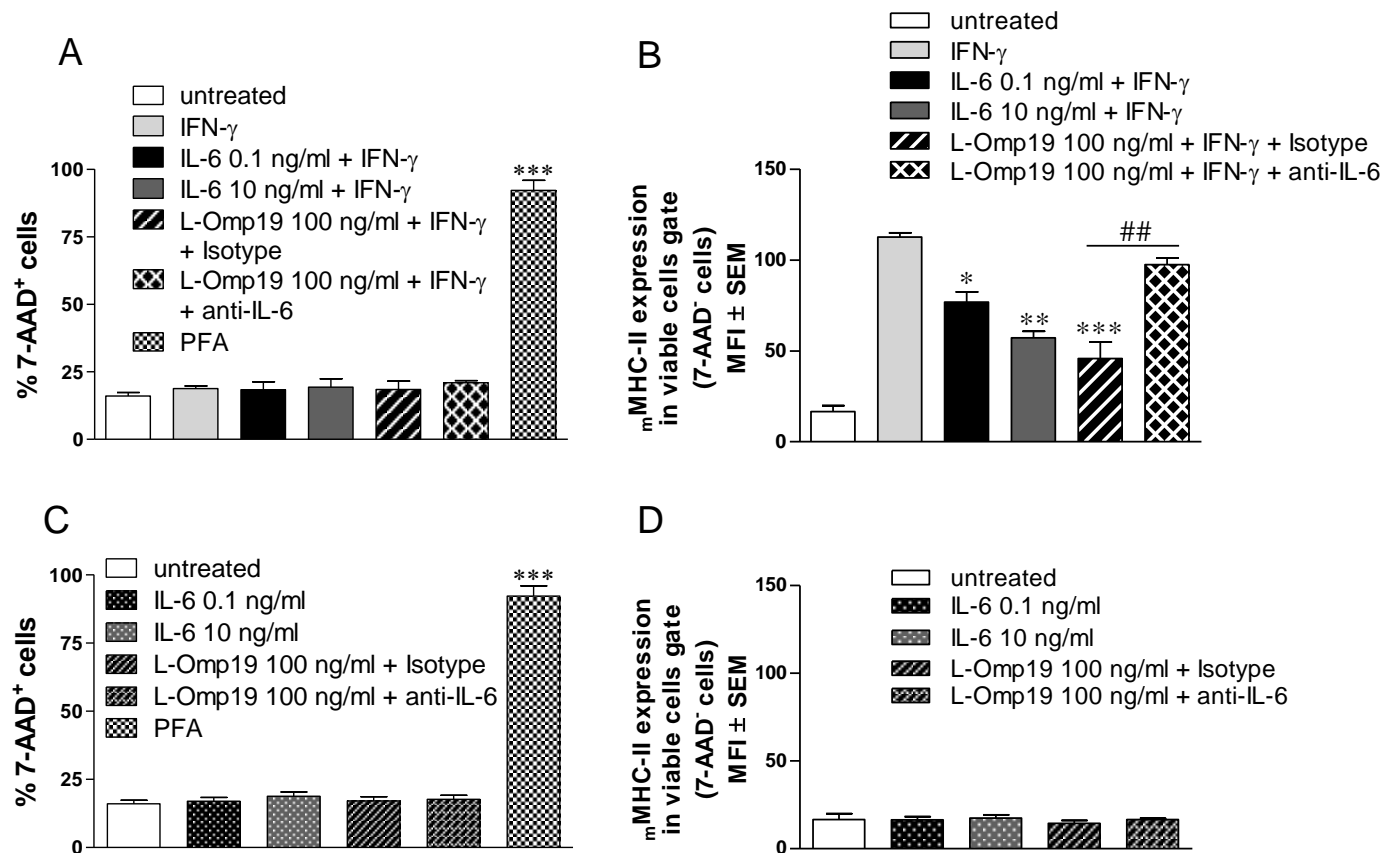 A
untreated
IFN-γ
IL-6 0.1 ng/ml + IFN-γ
IL-6 10 ng/ml + IFN-γ
L-Omp19 100 ng/ml + IFN-γ
+ Isotype
L-Omp19 100 ng/ml + IFN-γ
+ anti-IL-6
PFA
% 7-AAD⁺ cells
100
75
50
25
0
***
B
untreated
IFN-γ
IL-6 0.1 ng/ml + IFN-γ
IL-6 10 ng/ml + IFN-γ
L-Omp19 100 ng/ml + IFN-γ + Isotype
L-Omp19 100 ng/ml + IFN-γ + anti-IL-6
mMHC-II expression
in viable cells gate
(7-AAD⁻ cells)
MFI ± SEM
150
100
50
0
*
**
***
##
C
untreated
IL-6 0.1 ng/ml
IL-6 10 ng/ml
L-Omp19 100 ng/ml + Isotype
L-Omp19 100 ng/ml + anti-IL-6
PFA
% 7-AAD⁺ cells
100
75
50
25
0
***
D
untreated
IL-6 0.1 ng/ml
IL-6 10 ng/ml
L-Omp19 100 ng/ml + Isotype
L-Omp19 100 ng/ml + anti-IL-6
mMHC-II expression
in viable cells gate
(7-AAD⁻ cells)
MFI ± SEM
150
100
50
0